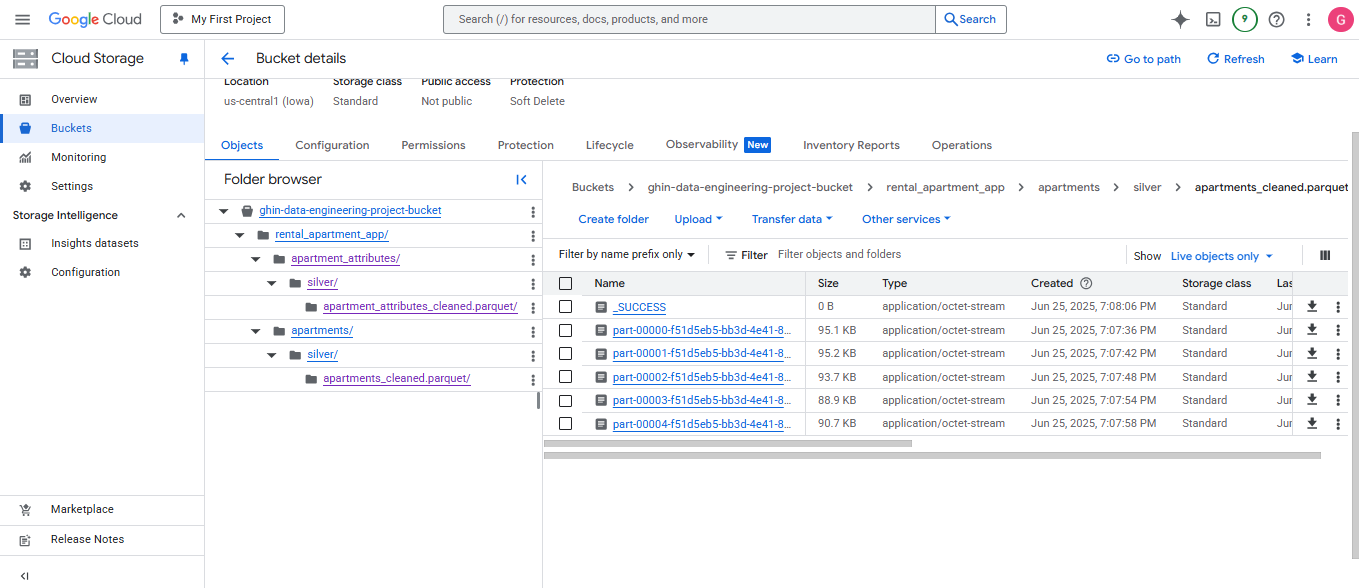 Google Cloud
My First Project
Search (/) for resources, docs, products, and more
Search
9
G
Cloud Storage
Overview
Buckets
Monitoring
Settings
Storage Intelligence
Insights datasets
Configuration
Marketplace
Release Notes
Bucket details
Go to path
Refresh
Learn
Location Storage class Public access Protection
us-central1 (Iowa) Standard Not public Soft Delete
Objects Configuration Permissions Protection Lifecycle Observability New Inventory Reports Operations
Folder browser
ghin-data-engineering-project-bucket
rental_apartment_app/
apartment_attributes/
silver/
apartment_attributes_cleaned.parquet/
apartments/
silver/
apartments_cleaned.parquet/
Buckets > ghin-data-engineering-project-bucket > rental_apartment_app > apartments > silver > apartments_cleaned.parquet
Create folder Upload Transfer data Other services
Filter by name prefix only Filter Filter objects and folders Show Live objects only
Name Size Type Created Storage class Las
_SUCCESS 0 B application/octet-stream Jun 25, 2025, 7:08:06 PM Standard Jun
part-00000-f51d5eb5-bb3d-4e41-8... 95.1 KB application/octet-stream Jun 25, 2025, 7:07:36 PM Standard Jun
part-00001-f51d5eb5-bb3d-4e41-8... 95.2 KB application/octet-stream Jun 25, 2025, 7:07:42 PM Standard Jun
part-00002-f51d5eb5-bb3d-4e41-8... 93.7 KB application/octet-stream Jun 25, 2025, 7:07:48 PM Standard Jun
part-00003-f51d5eb5-bb3d-4e41-8... 88.9 KB application/octet-stream Jun 25, 2025, 7:07:54 PM Standard Jun
part-00004-f51d5eb5-bb3d-4e41-8... 90.7 KB application/octet-stream Jun 25, 2025, 7:07:58 PM Standard Jun